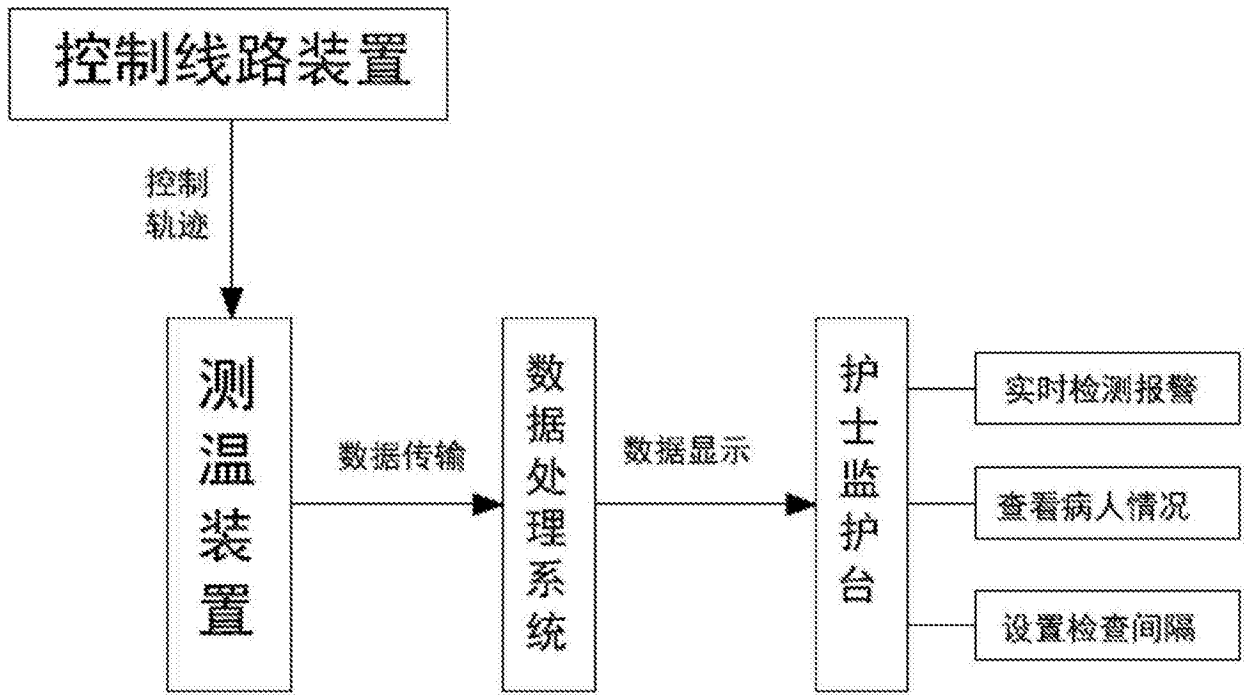 控制线路装置
控制
轨迹
测温装置
数据传输
数据处理系统
数据显示
护士监护台
实时检测报警
查看病人情况
设置检查间隔